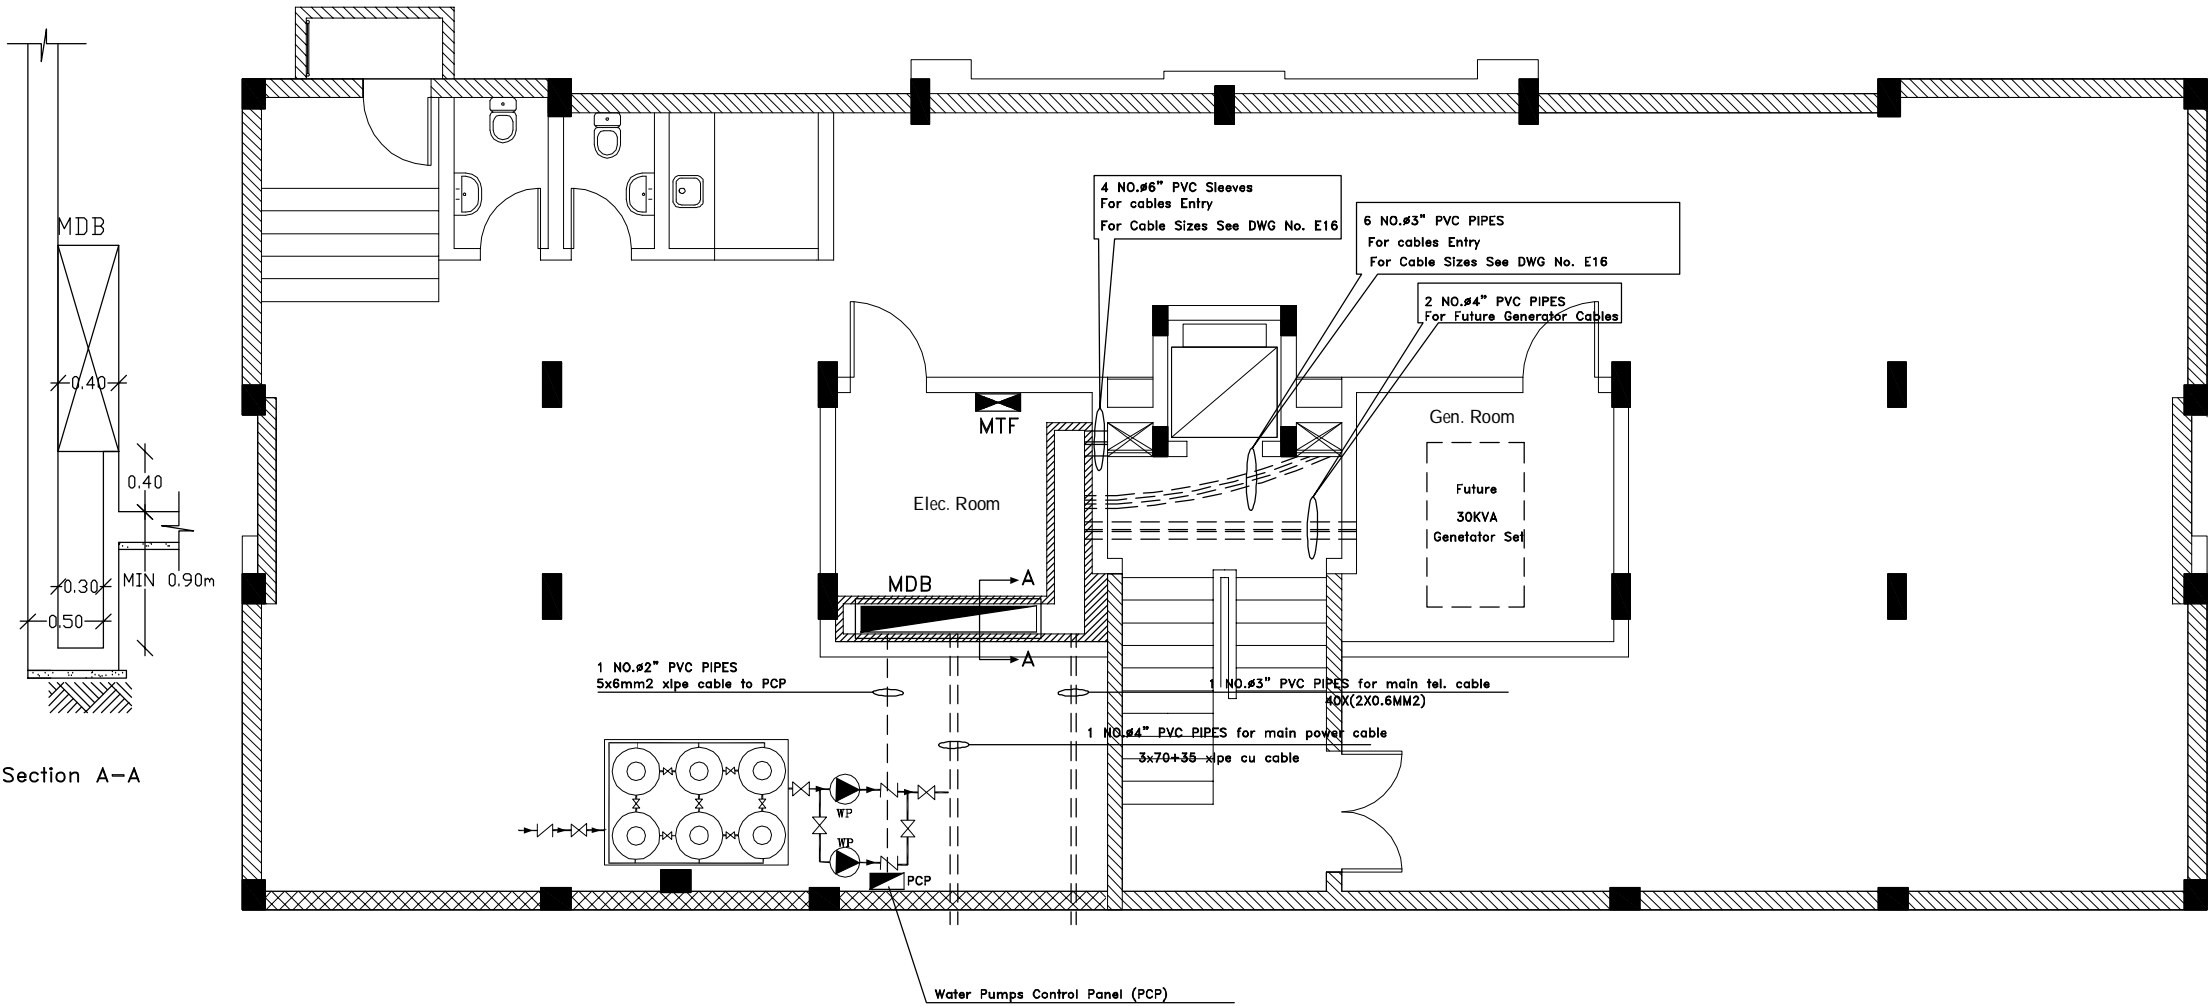 4 NO.ø6" PVC Sleeves
For cables Entry
For Cable Sizes See DWG No. E16
6 NO.ø3" PVC PIPES
For cables Entry
For Cable Sizes See DWG No. E16
2 NO.ø4" PVC PIPES
For Future Generator Cables
MDB
0.40
0.40
MIN 0.90m
0.30
0.50
Section A-A
MTF
Elec. Room
Gen. Room
Future
30KVA
Genetator Set
MDB
A
A
1 NO.ø2" PVC PIPES
5x6mm2 xlpe cable to PCP
1 NO.ø3" PVC PIPES for main tel. cable
40X(2X0.6MM2)
1 NO.ø4" PVC PIPES for main power cable
3x70+35 xlpe cu cable
WP
WP
PCP
Water Pumps Control Panel (PCP)